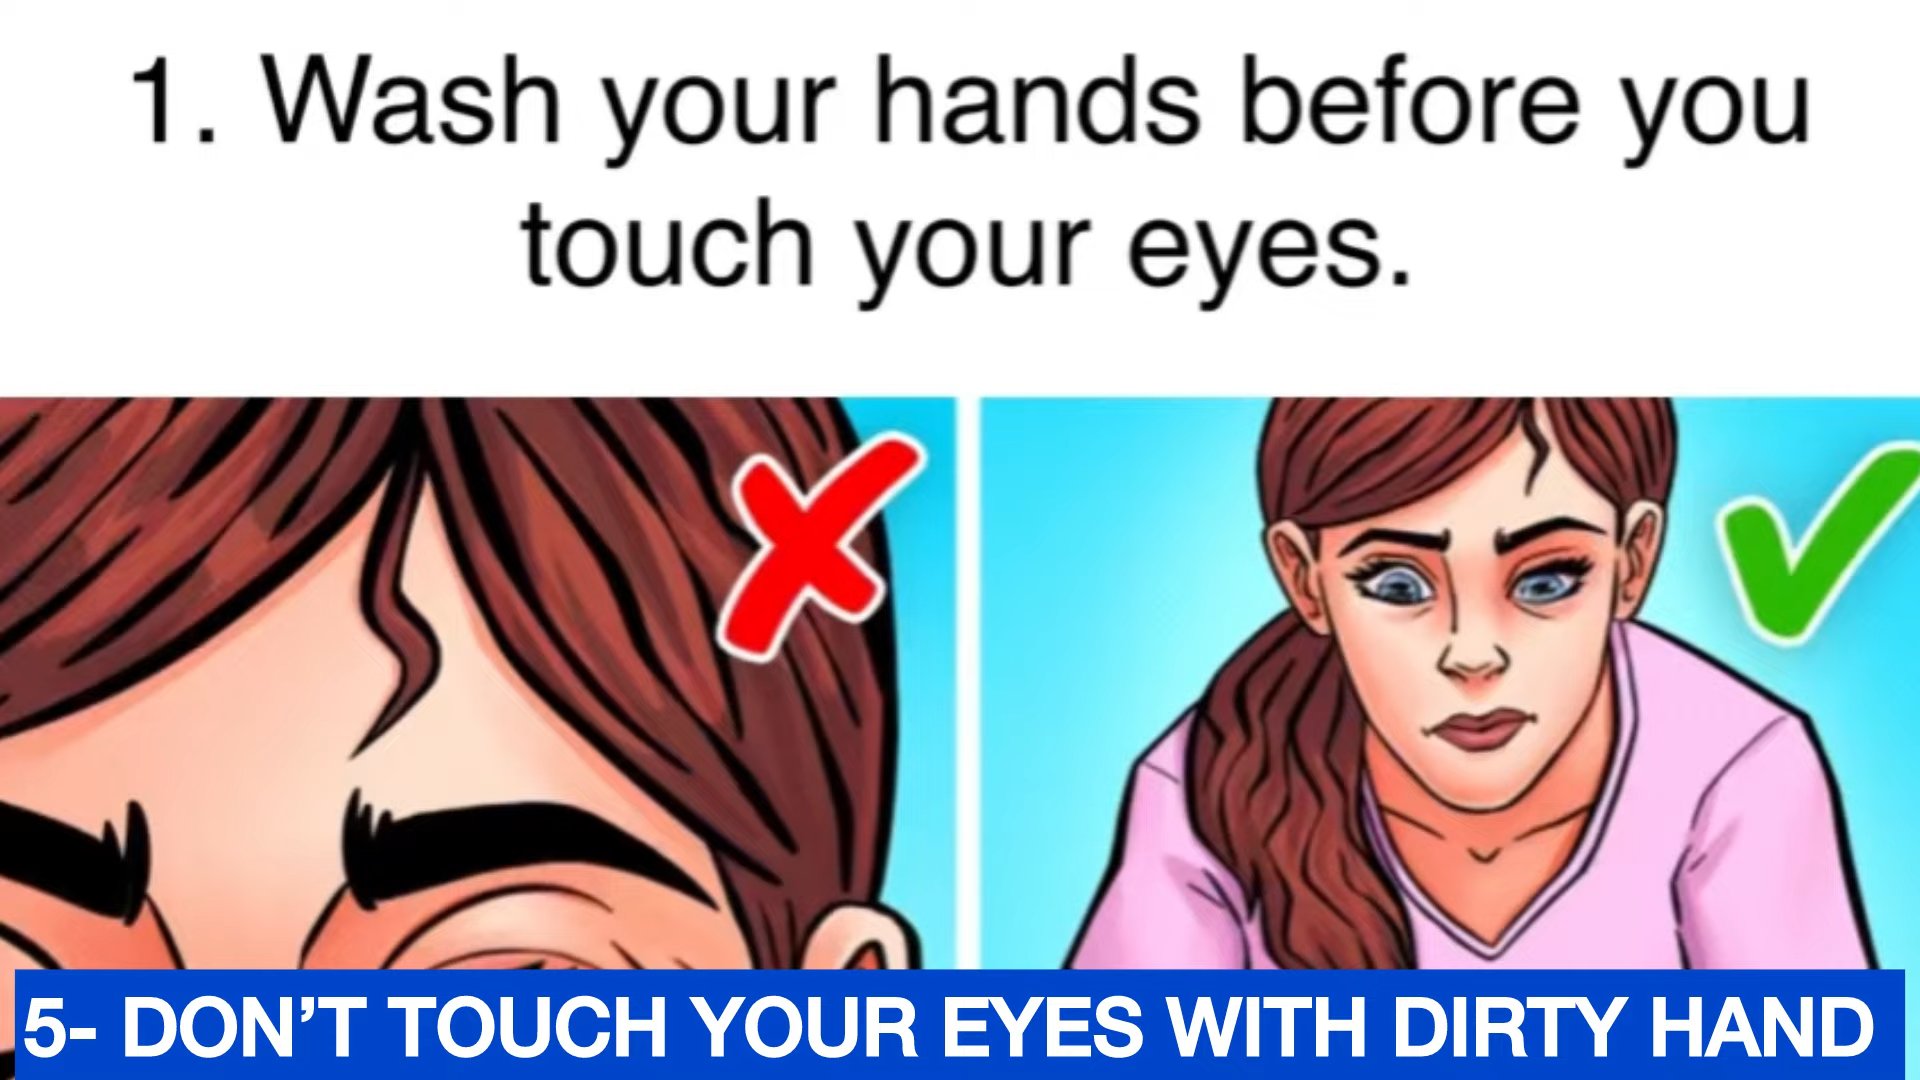 1. Wash your hands before you
touch your eyes.
5- DON’T TOUCH YOUR EYES WITH DIRTY HAND